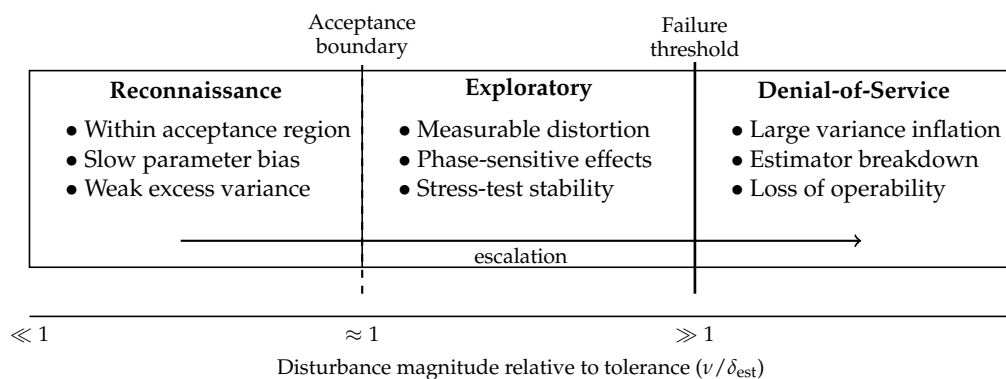 Acceptance
boundary
Failure
threshold
Reconnaissance
• Within acceptance region
• Slow parameter bias
• Weak excess variance
Exploratory
• Measurable distortion
• Phase-sensitive effects
• Stress-test stability
Denial-of-Service
• Large variance inflation
• Estimator breakdown
• Loss of operability
escalation
≪ 1
≈ 1
≫ 1
Disturbance magnitude relative to tolerance (ν/δest)